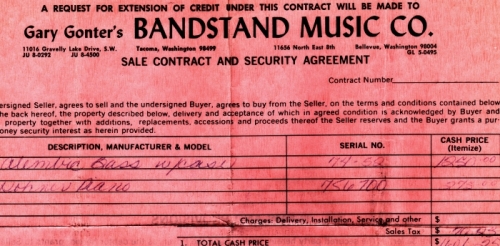 A REQUEST FOR EXTENSION OF CREDIT UNDER THIS CONTRACT WILL BE MADE TO
Gary Gonter's BANDSTAND MUSIC CO.
11016 Gravelly Lake Drive, S.W. Tacoma, Washington 98499 11656 North East 8th Bellevue, Washington 98004
JU 8-0292 JU 8-4500 GL 5-0495
SALE CONTRACT AND SECURITY AGREEMENT
Contract Number
ersigned Seller, agrees to sell and the undersigned Buyer, agrees to buy from the Seller, on the terms and conditions contained below
the back hereof, the property described below, delivery and acceptance of which in agreed condition is acknowledged by Buyer and
property together with additions, replacements, accessions and proceeds thereof the Seller reserves and the Buyer grants a pur-
oney security interest as herein provided.
DESCRIPTION, MANUFACTURER & MODEL SERIAL NO. CASH PRICE
(Itemize)
Bass
Piano 756700
Charges: Delivery, Installation, Service and other $
Sales Tax $
1. TOTAL CASH PRICE $